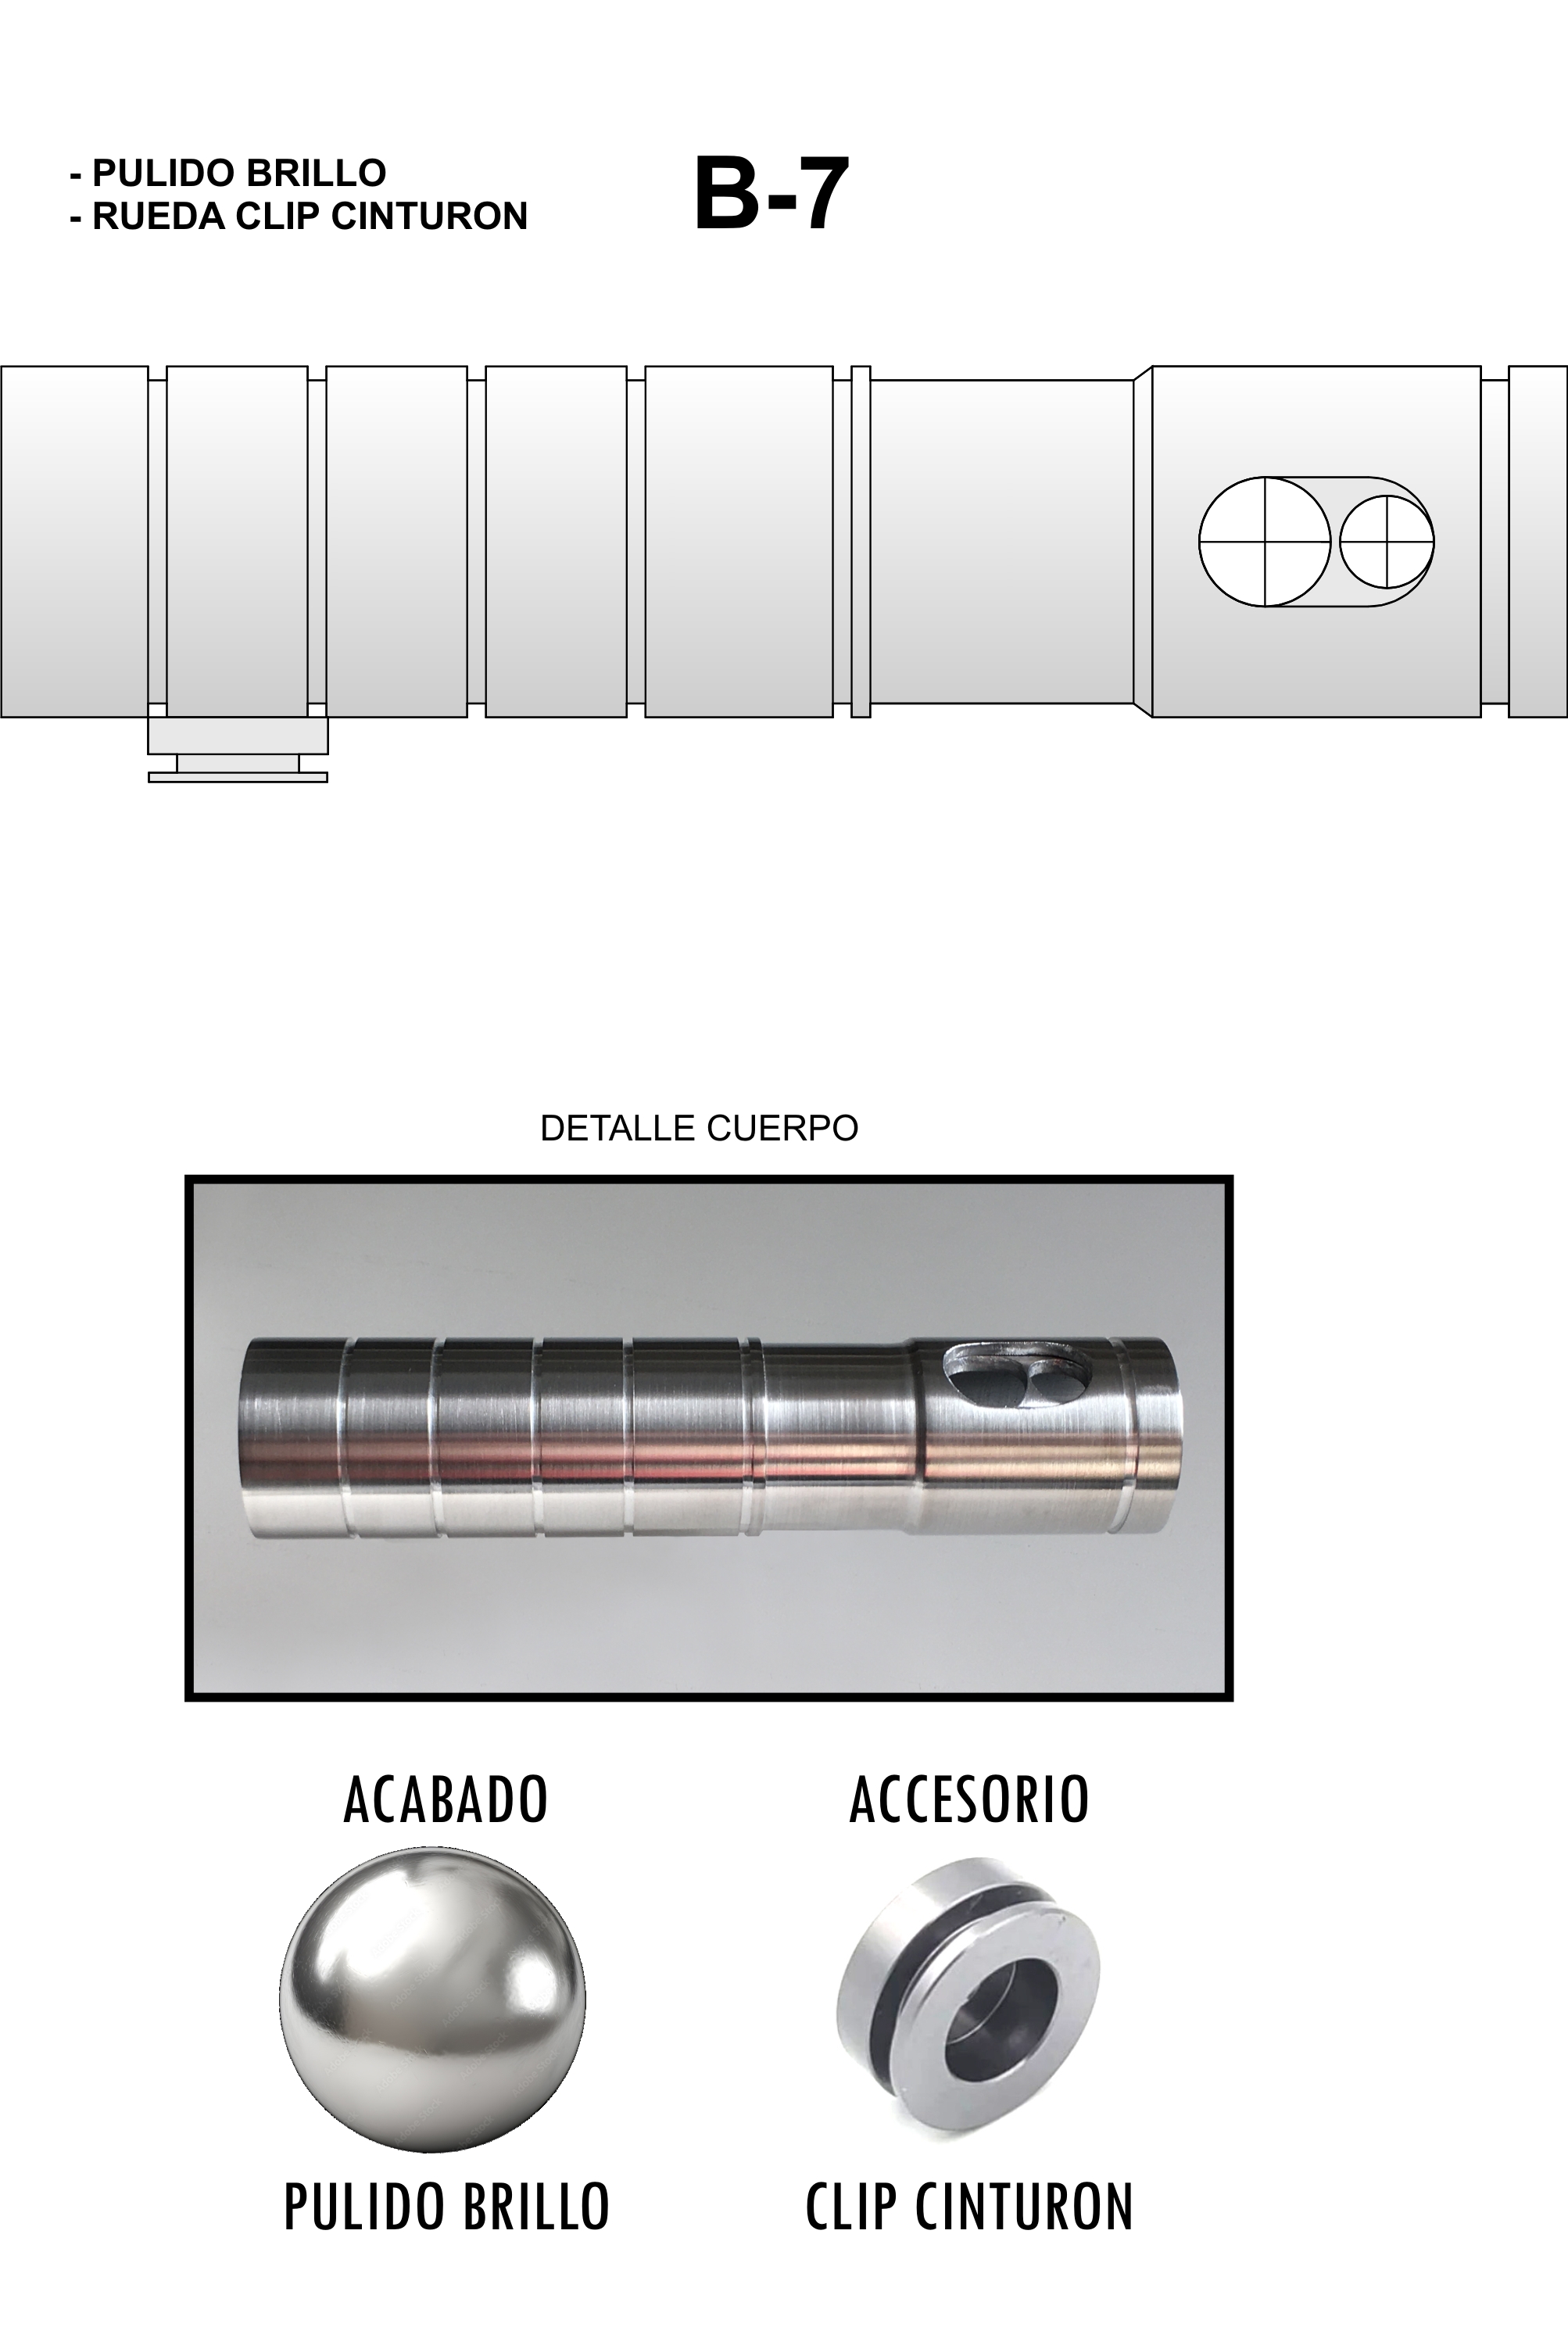 - PULIDO BRILLO
- RUEDA CLIP CINTURON
B-7
DETALLE CUERPO
ACABADO
ACCESORIO
PULIDO BRILLO
CLIP CINTURON